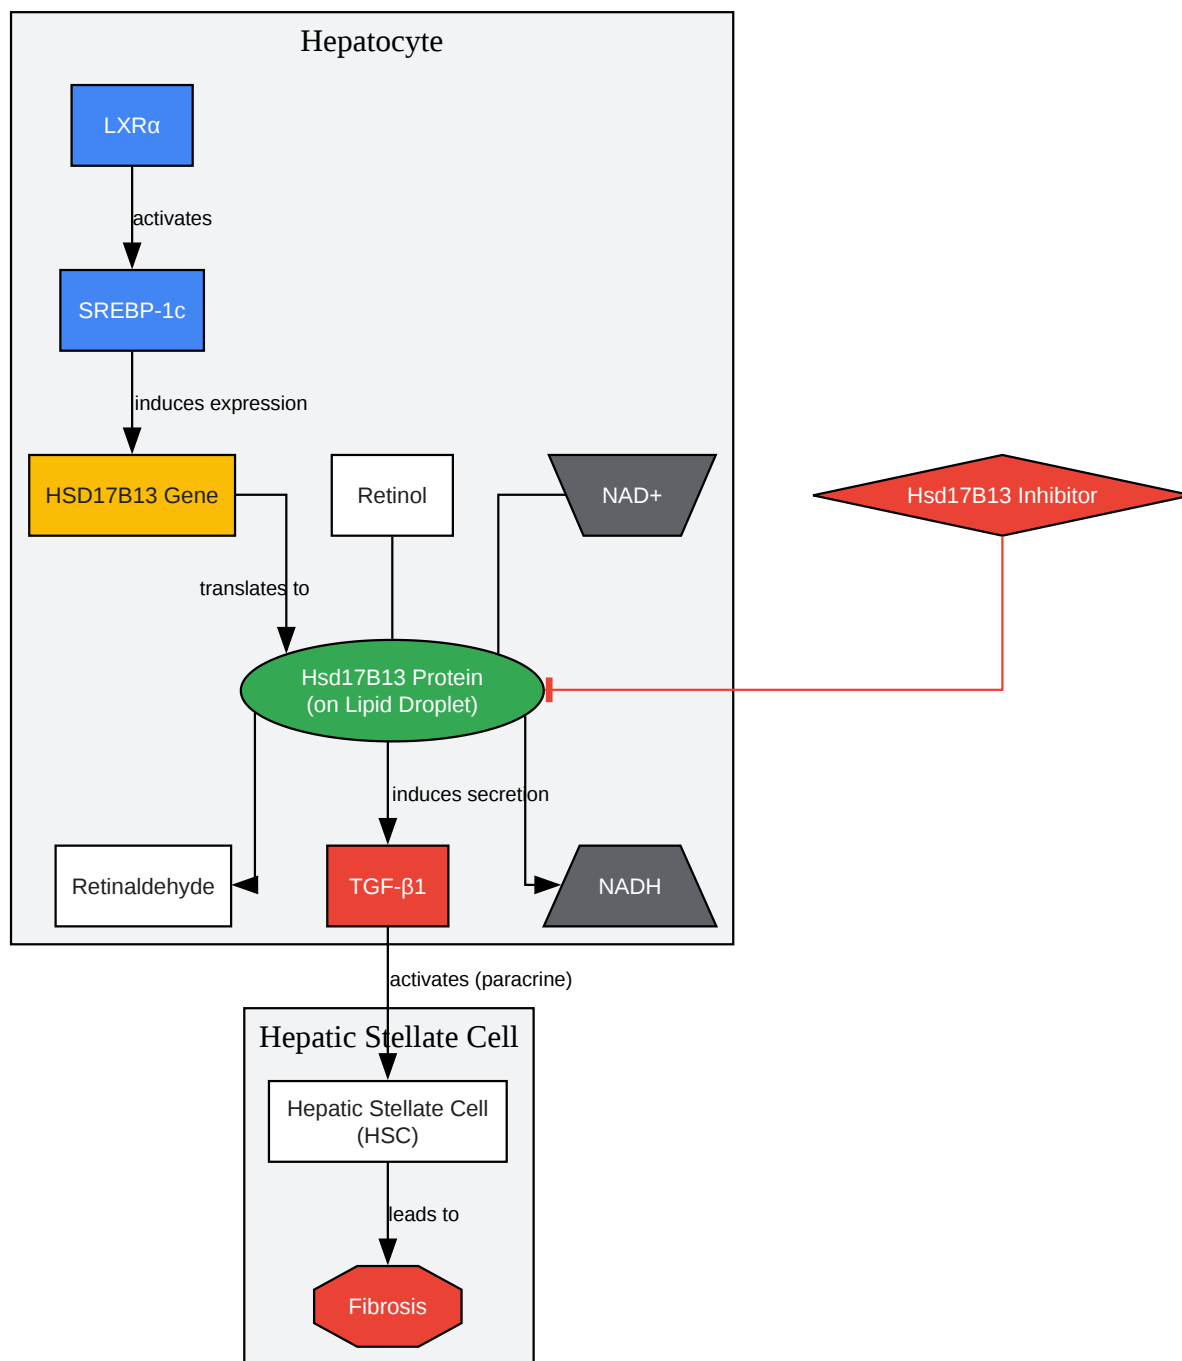 Hepatocyte
LXRα
activates
SREBP-1c
induces expression
HSD17B13 Gene
Retinol
NAD+
Hsd17B13 Inhibitor
translates to
Hsd17B13 Protein
(on Lipid Droplet)
induces secretion
Retinaldehyde
TGF-β1
NADH
activates (paracrine)
Hepatic Stellate Cell
Hepatic Stellate Cell
(HSC)
leads to
Fibrosis